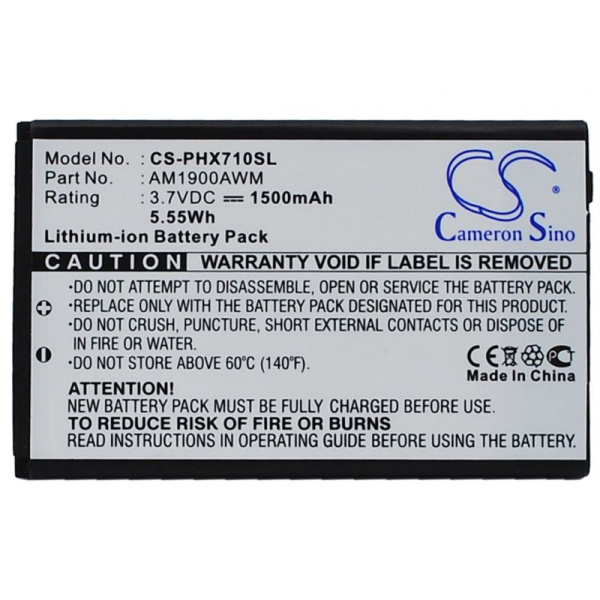 Model No. : CS-PHX710SL
Part No. : AM1900AWM
Rating : 3.7VDC ⎓ 1500mAh
5.55Wh
Lithium-ion Battery Pack
CS
Cameron Sino
CAUTION WARRANTY VOID IF LABEL IS REMOVED
•DO NOT ATTEMPT TO DISASSEMBLE, OPEN OR SERVICE THE BATTERY PACK.
•REPLACE ONLY WITH THE BATTERY PACK DESIGNATED FOR THIS PRODUCT.
•DO NOT CRUSH, PUNCTURE, SHORT EXTERNAL CONTACTS OR DISPOSE OF
IN FIRE OR WATER.
•DO NOT STORE ABOVE 60°C (140°F).
CE
Made In China
ATTENTION!
NEW BATTERY PACK MUST BE FULLY CHARGED BEFORE USE
TO REDUCE RISK OF FIRE OR BURNS
READ INSTRUCTIONS BEFORE USING THE BATTERY.